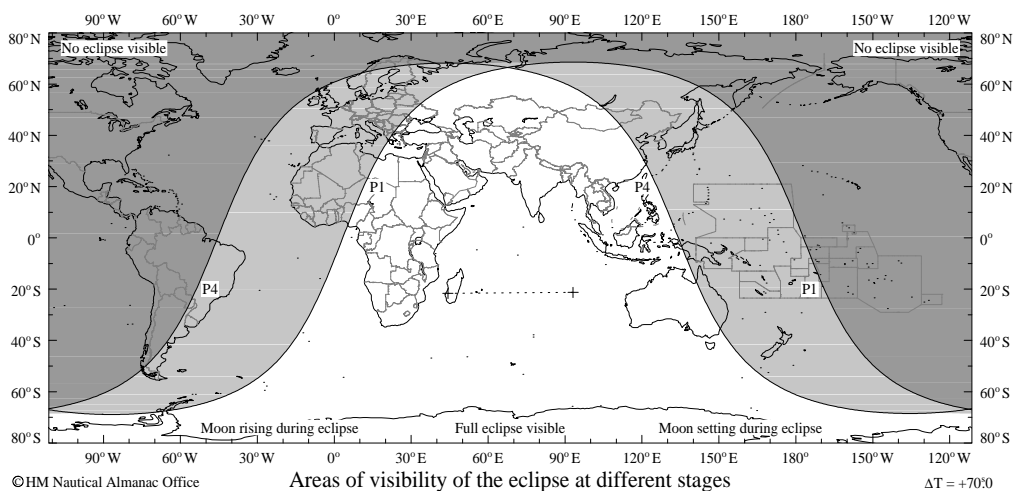 90°W 60°W 30°W 0° 30°E 60°E 90°E 120°E 150°E 180° 150°W 120°W
80°N 80°N
No eclipse visible No eclipse visible
60°N 60°N
40°N 40°N
20°N P1 P4 20°N
0° 0°
20°S P4 P1 20°S
40°S 40°S
60°S 60°S
Moon rising during eclipse Full eclipse visible Moon setting during eclipse
80°S 80°S
90°W 60°W 30°W 0° 30°E 60°E 90°E 120°E 150°E 180° 150°W 120°W
©HM Nautical Almanac Office Areas of visibility of the eclipse at different stages ΔT = +70ˢ.0